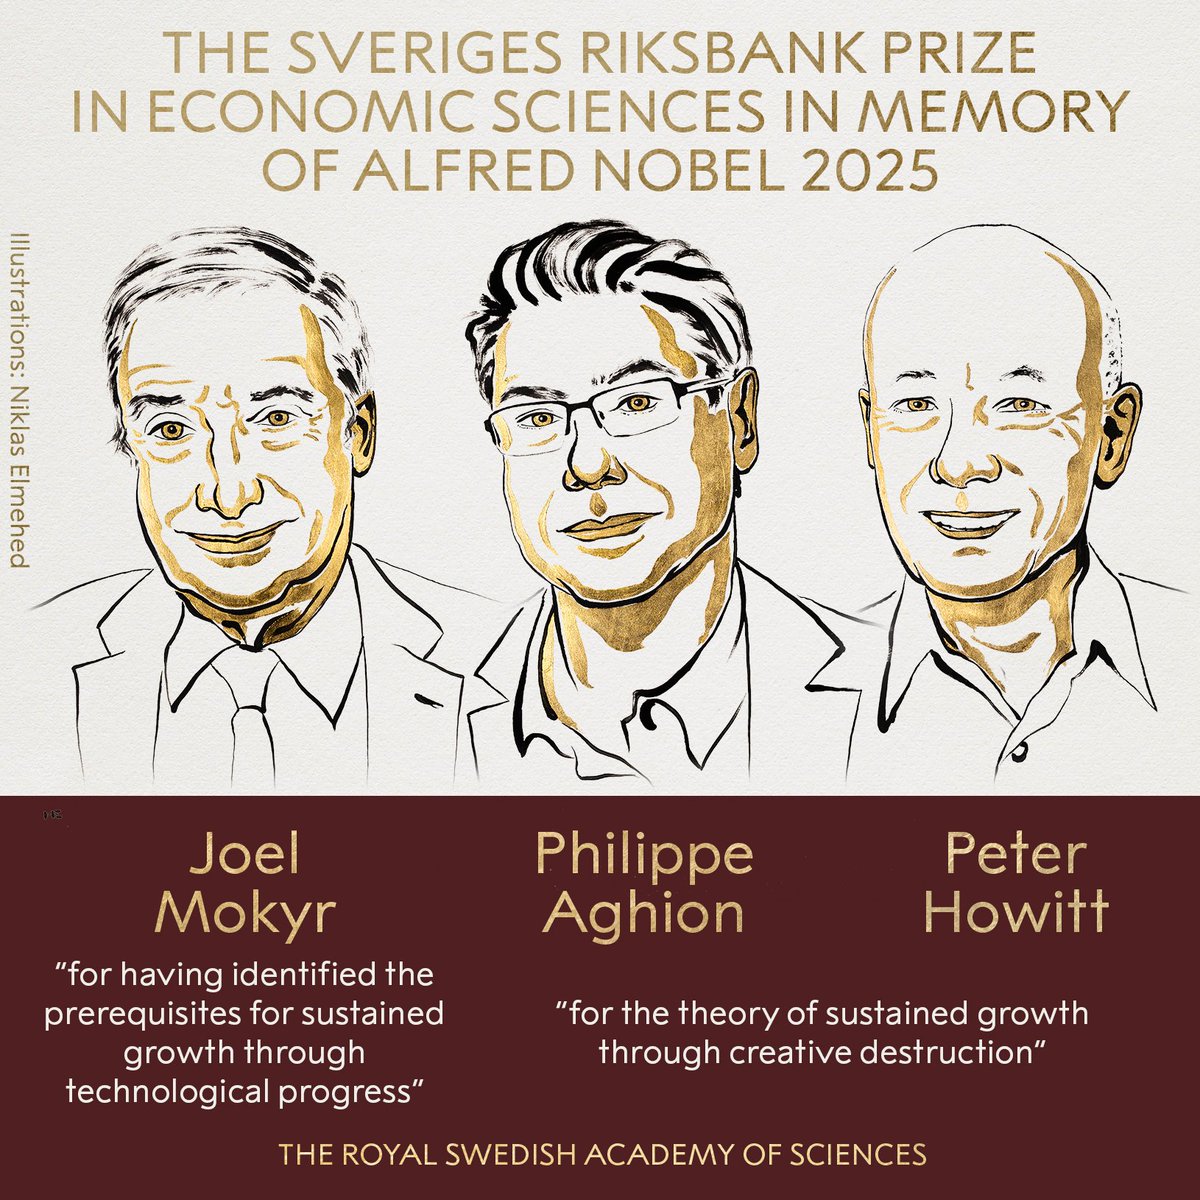 THE SVERIGES RIKSBANK PRIZE
IN ECONOMIC SCIENCES IN MEMORY
OF ALFRED NOBEL 2025
Illustrations: Niklas Elmehed
Joel
Mokyr
“for having identified the
prerequisites for sustained
growth through
technological progress”
Philippe
Aghion
Peter
Howitt
“for the theory of sustained growth
through creative destruction”
THE ROYAL SWEDISH ACADEMY OF SCIENCES